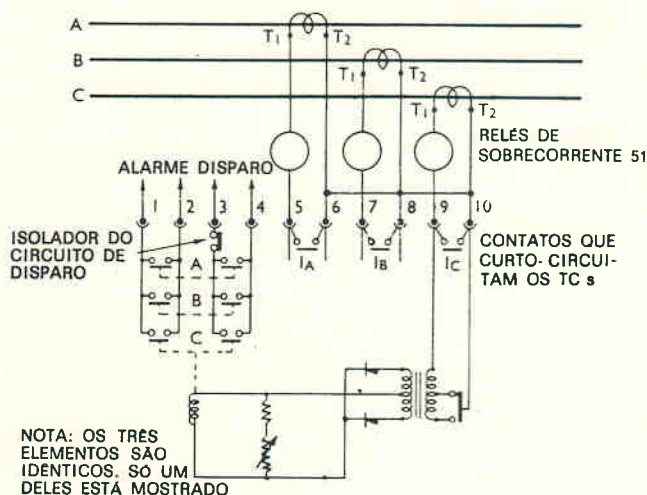 A
T1 T2
B
T1 T2
C
T1 T2
RELÉS DE
SOBRECORRENTE 51
ALARME DISPARO
1 2 3 4 5 6 7 8 9 10
ISOLADOR DO
CIRCUITO DE
DISPARO
A
B
C
IA IB IC
CONTATOS QUE
CURTO-CIRCUI-
TAM OS TC s
NOTA: OS TRÊS
ELEMENTOS SÃO
IDÊNTICOS. SÓ UM
DELES ESTÁ MOSTRADO